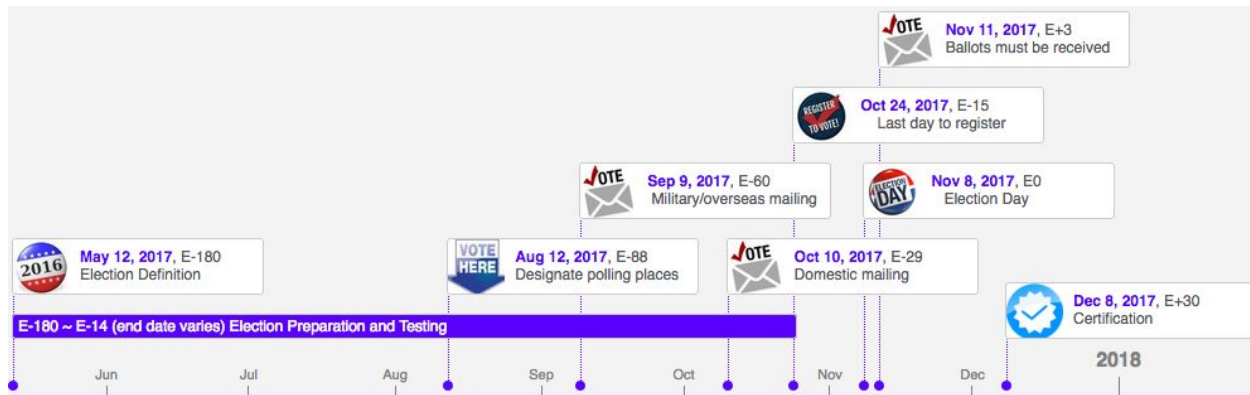 VOTE
Nov 11, 2017, E+3
Ballots must be received
REGISTER
TO VOTE!
Oct 24, 2017, E-15
Last day to register
VOTE
Sep 9, 2017, E-60
Military/overseas mailing
ELECTION
DAY
Nov 8, 2017, E0
Election Day
2016
May 12, 2017, E-180
Election Definition
VOTE
HERE
Aug 12, 2017, E-88
Designate polling places
VOTE
Oct 10, 2017, E-29
Domestic mailing
Dec 8, 2017, E+30
Certification
E-180 ~ E-14 (end date varies) Election Preparation and Testing
Jun Jul Aug Sep Oct Nov Dec 2018